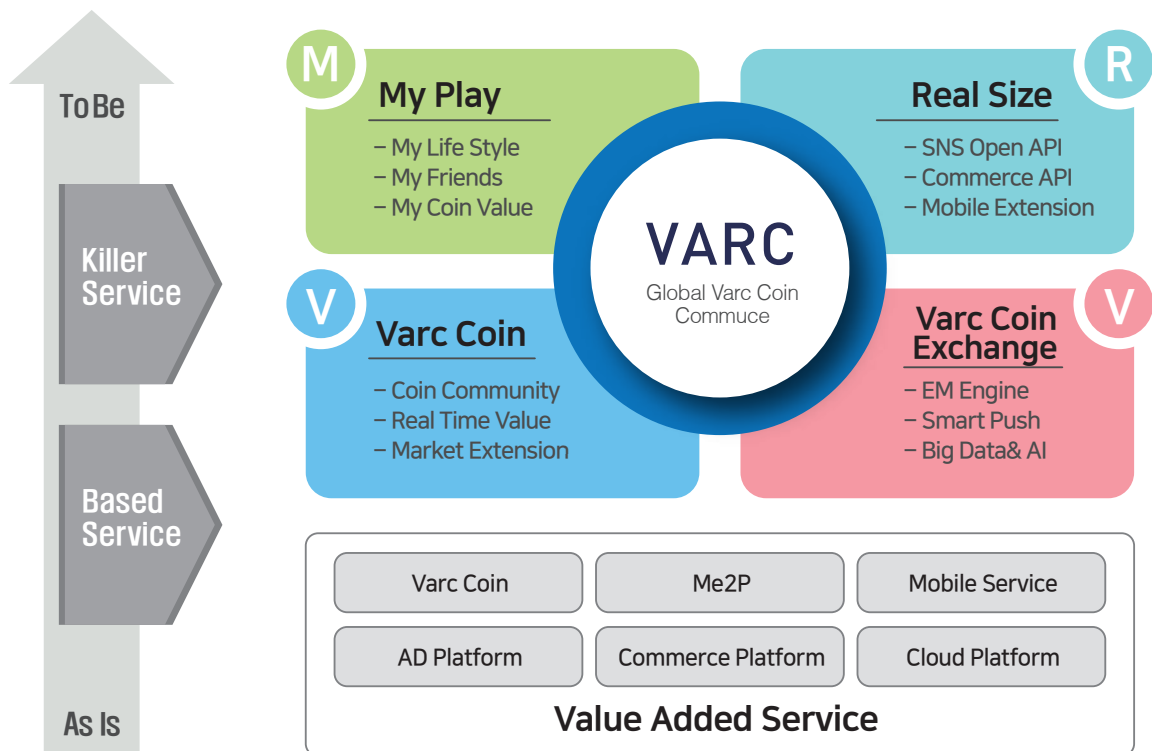 To Be
Killer
Service
Based
Service
As Is
M
My Play
– My Life Style
– My Friends
– My Coin Value
R
Real Size
– SNS Open API
– Commerce API
– Mobile Extension
VARC
Global Varc Coin
Commuce
V
Varc Coin
– Coin Community
– Real Time Value
– Market Extension
V
Varc Coin
Exchange
– EM Engine
– Smart Push
– Big Data& AI
Varc Coin
Me2P
Mobile Service
AD Platform
Commerce Platform
Cloud Platform
Value Added Service